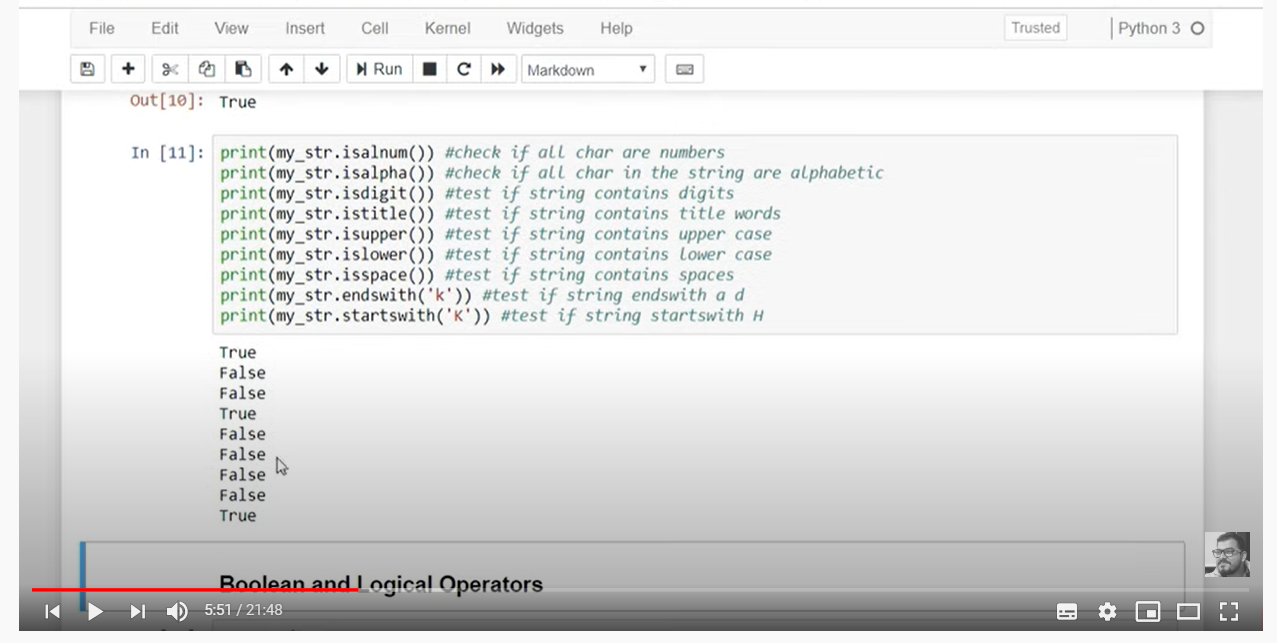 File Edit View Insert Cell Kernel Widgets Help Trusted Python 3
Run Markdown
Out[10]: True
In [11]: print(my_str.isalnum()) #check if all char are numbers
print(my_str.isalpha()) #check if all char in the string are alphabetic
print(my_str.isdigit()) #test if string contains digits
print(my_str.istitle()) #test if string contains title words
print(my_str.isupper()) #test if string contains upper case
print(my_str.islower()) #test if string contains lower case
print(my_str.isspace()) #test if string contains spaces
print(my_str.endswith('k')) #test if string endswith a d
print(my_str.startswith('K')) #test if string startswith H
True
False
False
True
False
False
False
False
True
Boolean and Logical Operators
5:51 / 21:48